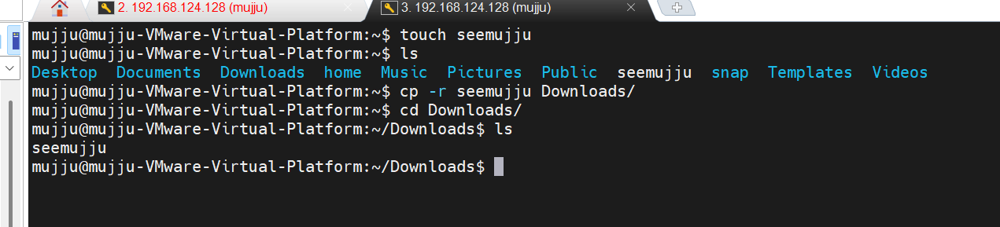 2. 192.168.124.128 (mujju)
3. 192.168.124.128 (mujju)
mujju@mujju-VMware-Virtual-Platform:~$ touch seemujju
mujju@mujju-VMware-Virtual-Platform:~$ ls
Desktop  Documents  Downloads  home  Music  Pictures  Public  seemujju  snap  Templates  Videos
mujju@mujju-VMware-Virtual-Platform:~$ cp -r seemujju Downloads/
mujju@mujju-VMware-Virtual-Platform:~$ cd Downloads/
mujju@mujju-VMware-Virtual-Platform:~/Downloads$ ls
seemujju
mujju@mujju-VMware-Virtual-Platform:~/Downloads$